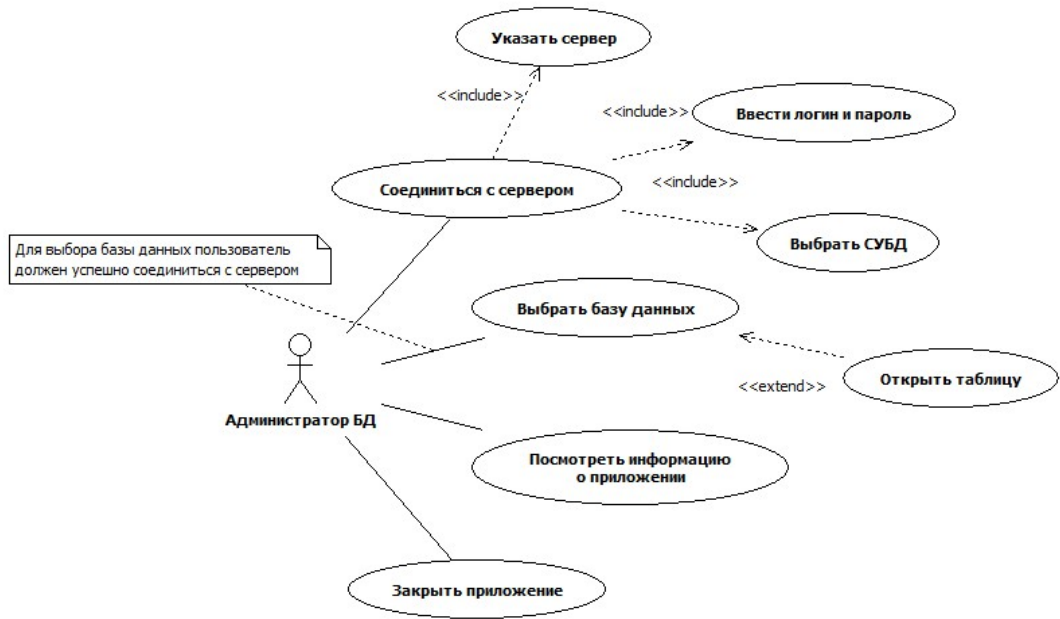 Указать сервер
<<include>>
<<include>>
Ввести логин и пароль
Соединиться с сервером
<<include>>
Выбрать СУБД
Для выбора базы данных пользователь
должен успешно соединиться с сервером
Выбрать базу данных
<<extend>>
Открыть таблицу
Администратор БД
Посмотреть информацию
о приложении
Закрыть приложение